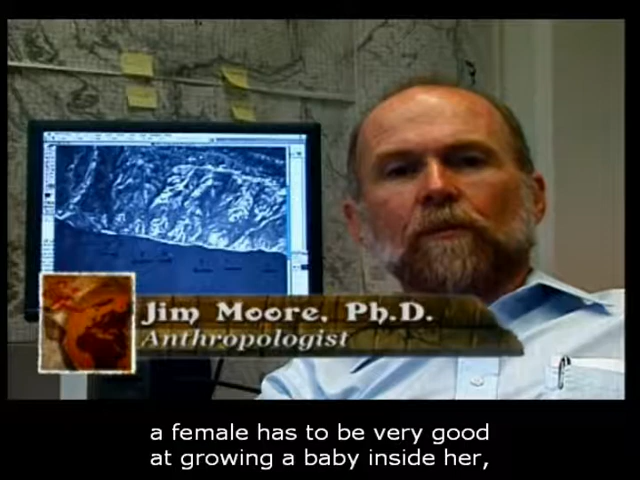 Jim Moore, Ph.D.
Anthropologist
a female has to be very good
at growing a baby inside her,